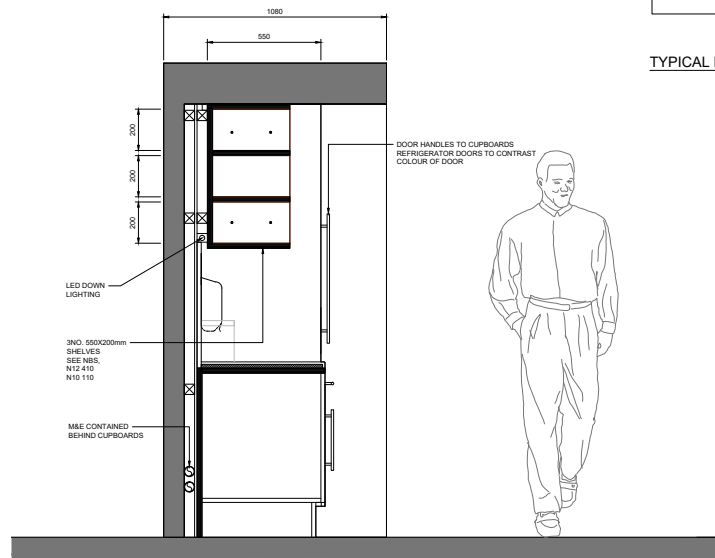 1080
550
TYPICAL
200
200
200
DOOR HANDLES TO CUPBOARDS
REFRIGERATOR DOORS TO CONTRAST
COLOUR OF DOOR
LED DOWN
LIGHTING
3NO. 550X200mm
SHELVES
SEE NBS,
N12 410
N10 110
M&E CONTAINED
BEHIND CUPBOARDS